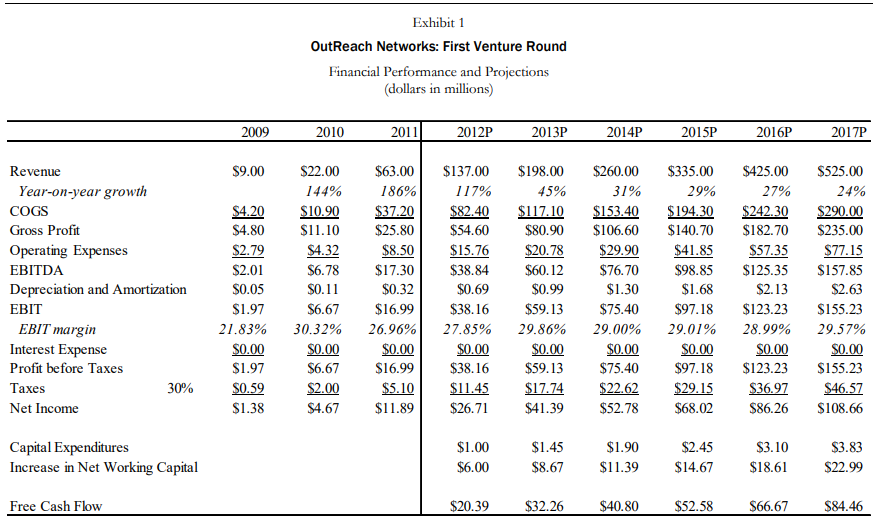 Exhibit 1
OutReach Networks: First Venture Round
Financial Performance and Projections
(dollars in millions)
2009 2010 2011 2012P 2013P 2014P 2015P 2016P 2017P
Revenue $9.00 $22.00 $63.00 $137.00 $198.00 $260.00 $335.00 $425.00 $525.00
Year-on-year growth 144% 186% 117% 45% 31% 29% 27% 24%
COGS $4.20 $10.90 $37.20 $82.40 $117.10 $153.40 $194.30 $242.30 $290.00
Gross Profit $4.80 $11.10 $25.80 $54.60 $80.90 $106.60 $140.70 $182.70 $235.00
Operating Expenses $2.79 $4.32 $8.50 $15.76 $20.78 $29.90 $41.85 $57.35 $77.15
EBITDA $2.01 $6.78 $17.30 $38.84 $60.12 $76.70 $98.85 $125.35 $157.85
Depreciation and Amortization $0.05 $0.11 $0.32 $0.69 $0.99 $1.30 $1.68 $2.13 $2.63
EBIT $1.97 $6.67 $16.99 $38.16 $59.13 $75.40 $97.18 $123.23 $155.23
EBIT margin 21.83% 30.32% 26.96% 27.85% 29.86% 29.00% 29.01% 28.99% 29.57%
Interest Expense $0.00 $0.00 $0.00 $0.00 $0.00 $0.00 $0.00 $0.00 $0.00
Profit before Taxes $1.97 $6.67 $16.99 $38.16 $59.13 $75.40 $97.18 $123.23 $155.23
Taxes 30% $0.59 $2.00 $5.10 $11.45 $17.74 $22.62 $29.15 $36.97 $46.57
Net Income $1.38 $4.67 $11.89 $26.71 $41.39 $52.78 $68.02 $86.26 $108.66
Capital Expenditures $1.00 $1.45 $1.90 $2.45 $3.10 $3.83
Increase in Net Working Capital $6.00 $8.67 $11.39 $14.67 $18.61 $22.99
Free Cash Flow $20.39 $32.26 $40.80 $52.58 $66.67 $84.46